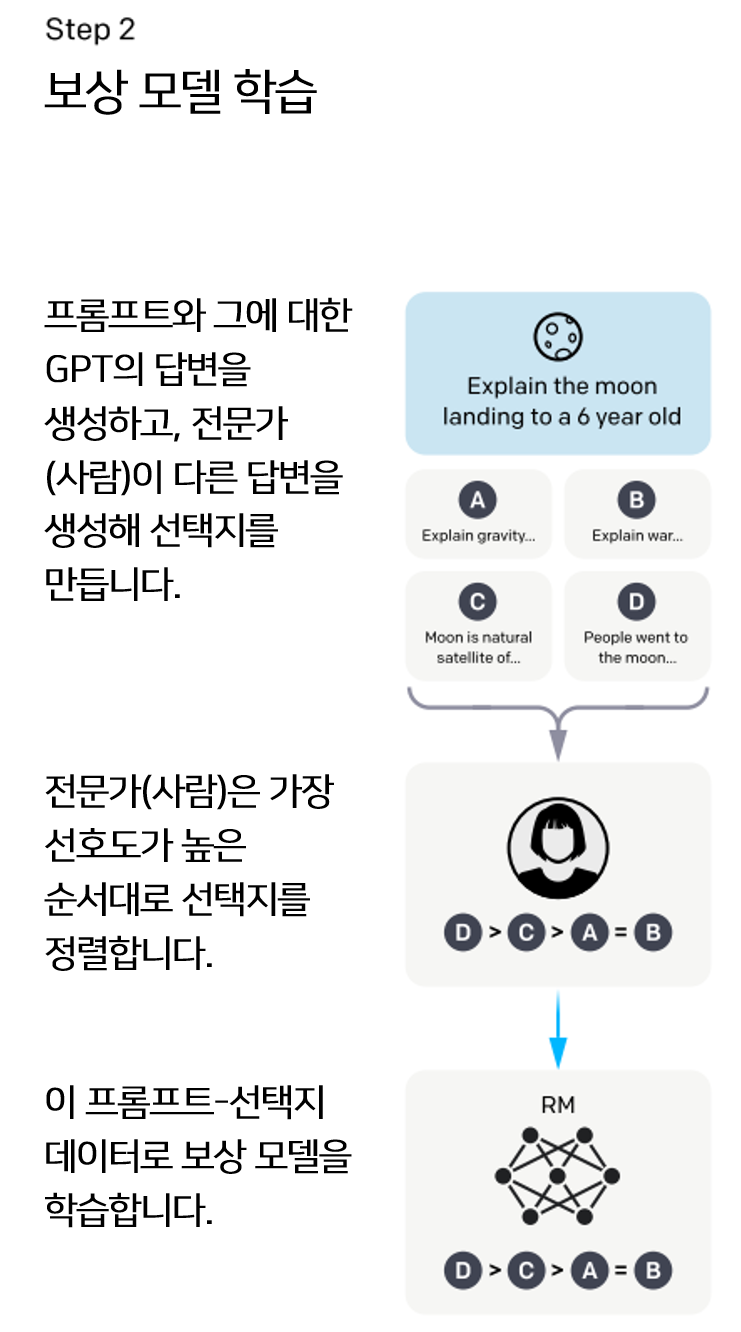 Step 2
보상 모델 학습
프롬프트와 그에 대한
GPT의 답변을
생성하고, 전문가
(사람)이 다른 답변을
생성해 선택지를
만듭니다.
Explain the moon
landing to a 6 year old
A
Explain gravity...
B
Explain war...
C
Moon is natural
satellite of...
D
People went to
the moon...
전문가(사람)은 가장
선호도가 높은
순서대로 선택지를
정렬합니다.
D > C > A = B
이 프롬프트-선택지
데이터로 보상 모델을
학습합니다.
RM
D > C > A = B